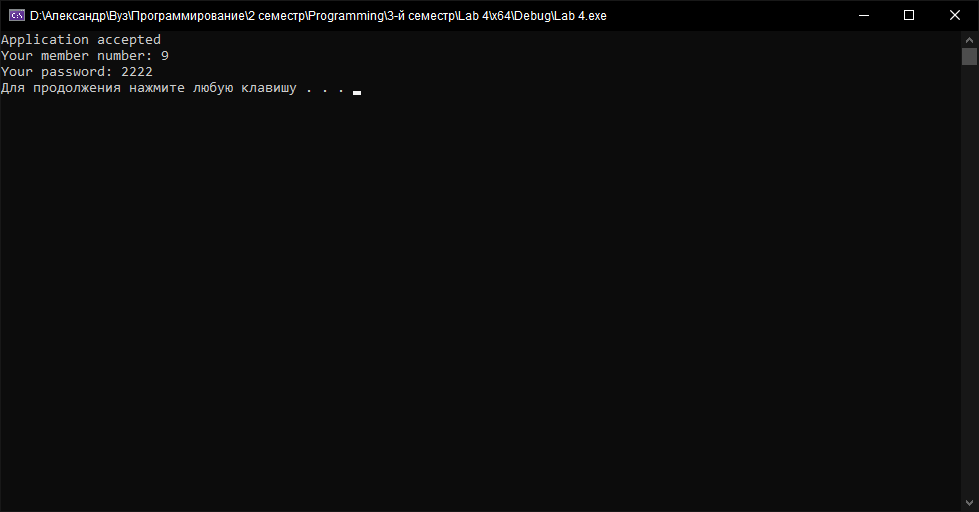 D:\Александр\Вуз\Программирование\2 семестр\Programming\3-й семестр\Lab 4\x64\Debug\Lab 4.exe
Application accepted
Your member number: 9
Your password: 2222
Для продолжения нажмите любую клавишу . . .